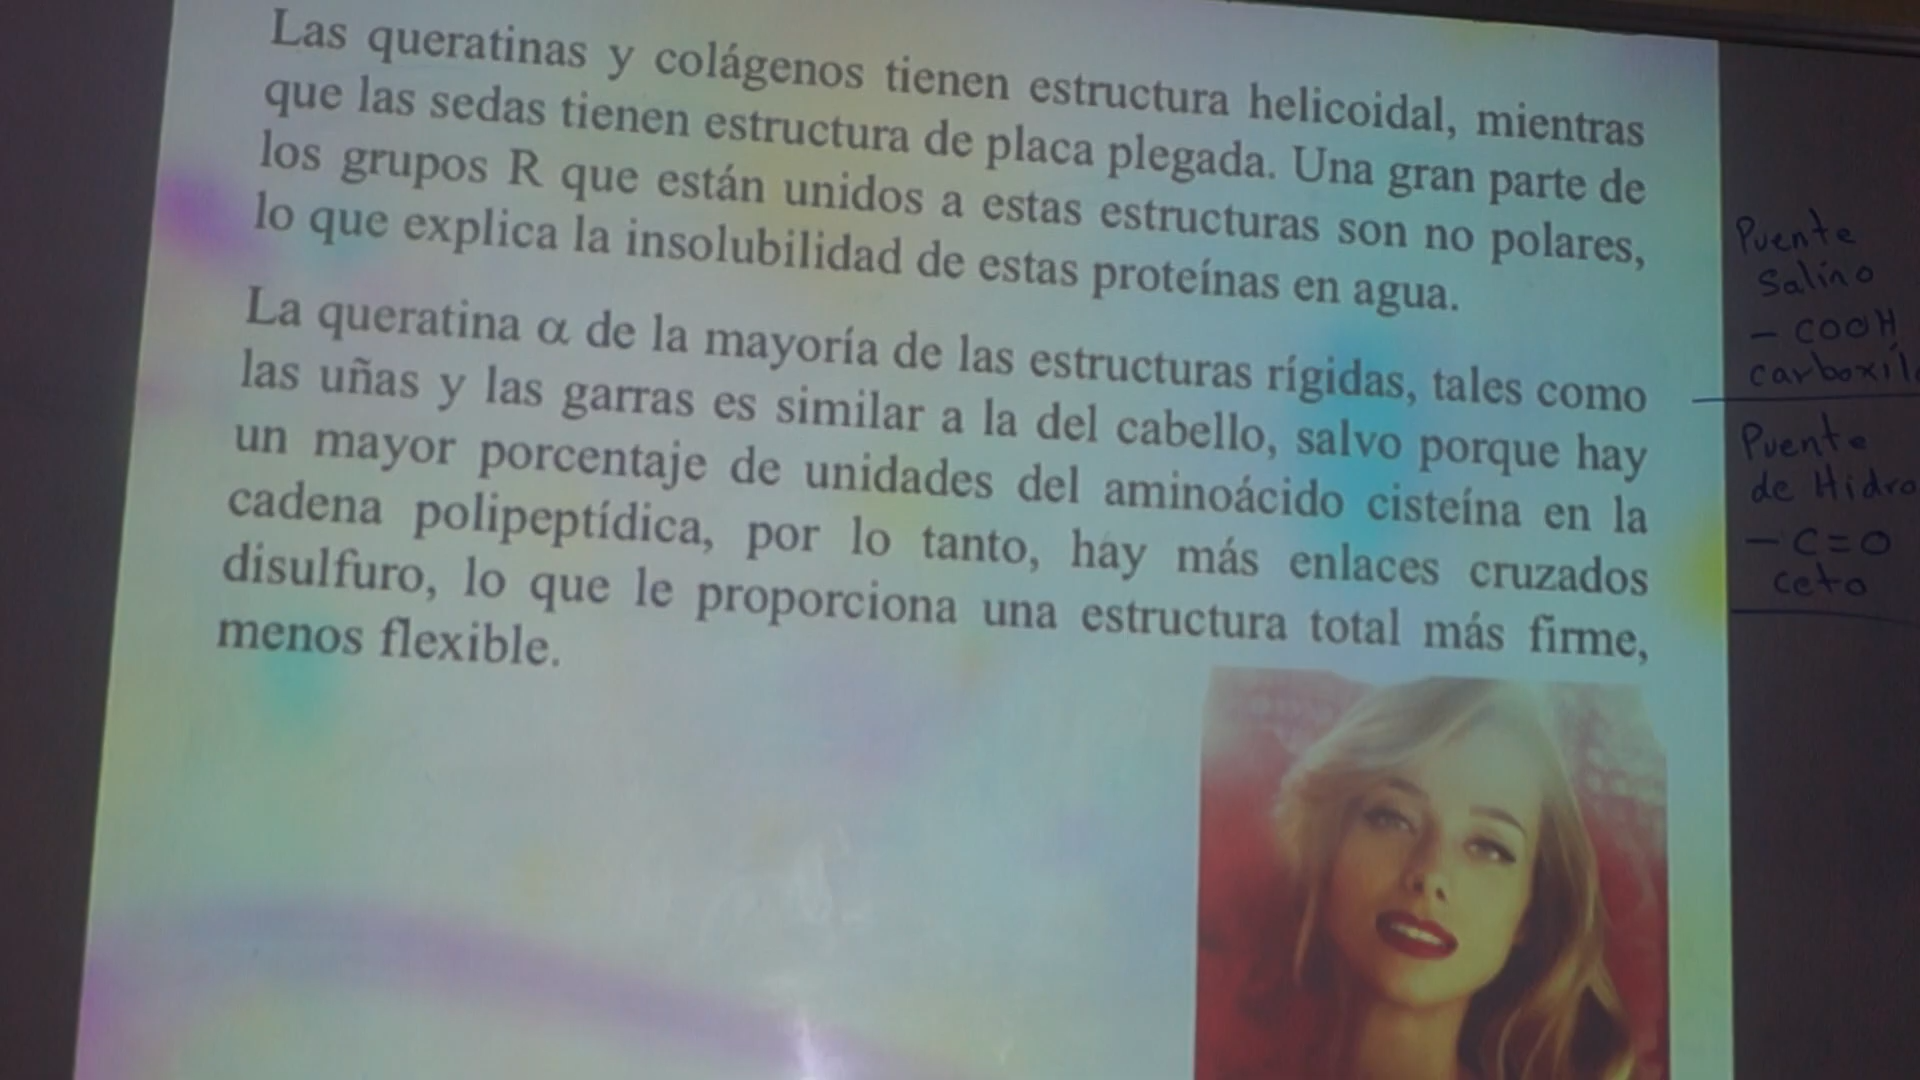 Las queratinas y colágenos tienen estructura helicoidal, mientras
que las sedas tienen estructura de placa plegada. Una gran parte de
los grupos R que están unidos a estas estructuras son no polares,
lo que explica la insolubilidad de estas proteínas en agua.
La queratina α de la mayoría de las estructuras rígidas, tales como
las uñas y las garras es similar a la del cabello, salvo porque hay
un mayor porcentaje de unidades del aminoácido cisteína en la
cadena polipeptídica, por lo tanto, hay más enlaces cruzados
disulfuro, lo que le proporciona una estructura total más firme,
menos flexible.
Puente
Salino
- COOH
Puente
de Hidro
- C=O
ceto